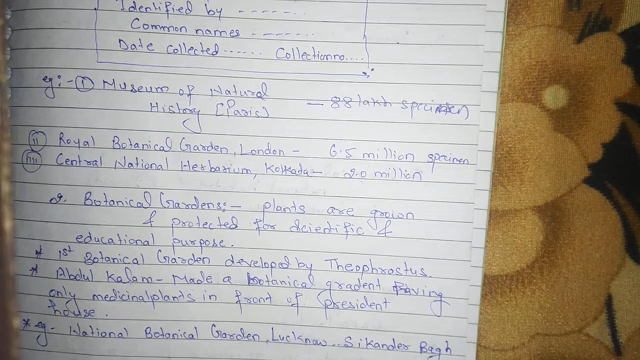 Identified by -------
Common names -------
Date collected ...... Collection no....
eg:- (i) Museum of Natural
History [Paris) - 88 lakh specimen
(ii) Royal Botanical Garden, London - 6.5 million specimen
(iii) Central National Herbarium, Kolkata - 2.0 million
2. Botanical Gardens:- plants are grown
& protected for scientific &
educational purpose.
* 1st Botanical Garden developed by Theophrastus.
* Abdul Kalam - Made a botanical gradent having
only medicinal plants in front of president
house.
* eg - National Botanical Garden, Lucknow.. Sikander Bagh